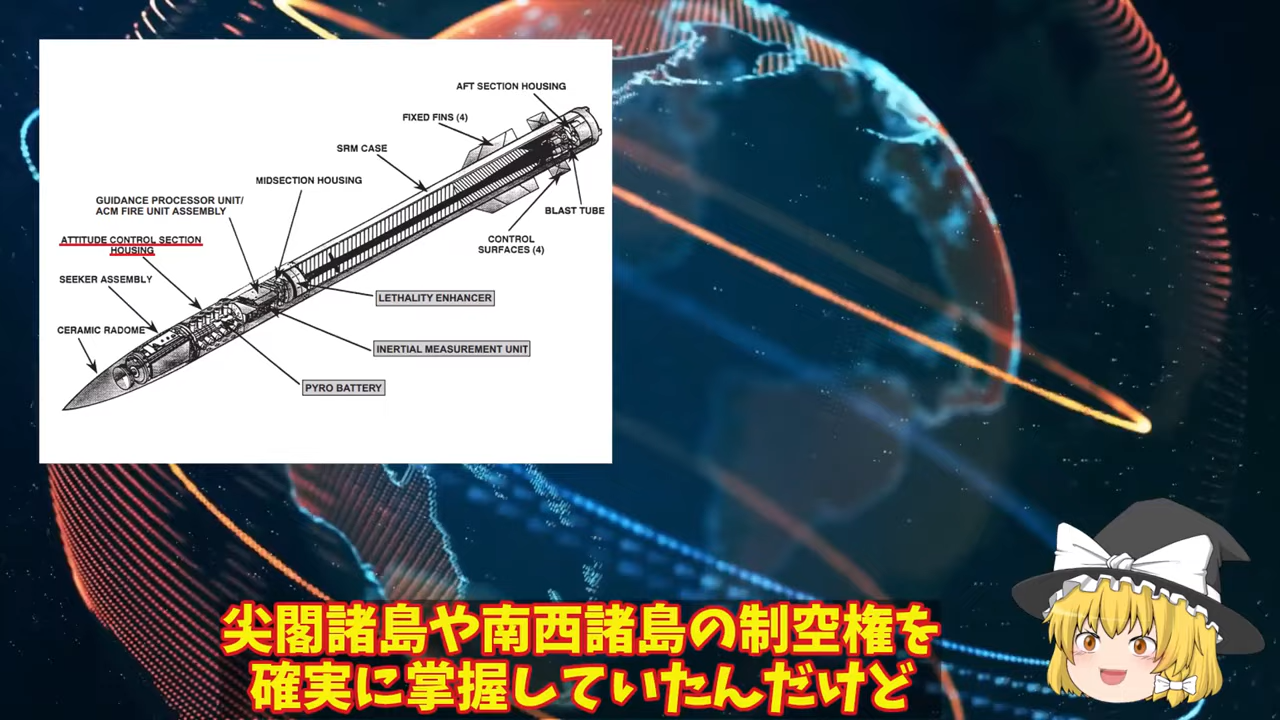 AFT SECTION HOUSING
FIXED FINS (4)
SRM CASE
MIDSECTION HOUSING
GUIDANCE PROCESSOR UNIT/
ACM FIRE UNIT ASSEMBLY
BLAST TUBE
ATTITUDE CONTROL SECTION
HOUSING
CONTROL
SURFACES (4)
SEEKER ASSEMBLY
LETHALITY ENHANCER
CERAMIC RADOME
INERTIAL MEASUREMENT UNIT
PYRO BATTERY
尖閣諸島や南西諸島の制空権を
確実に掌握していたんだけど